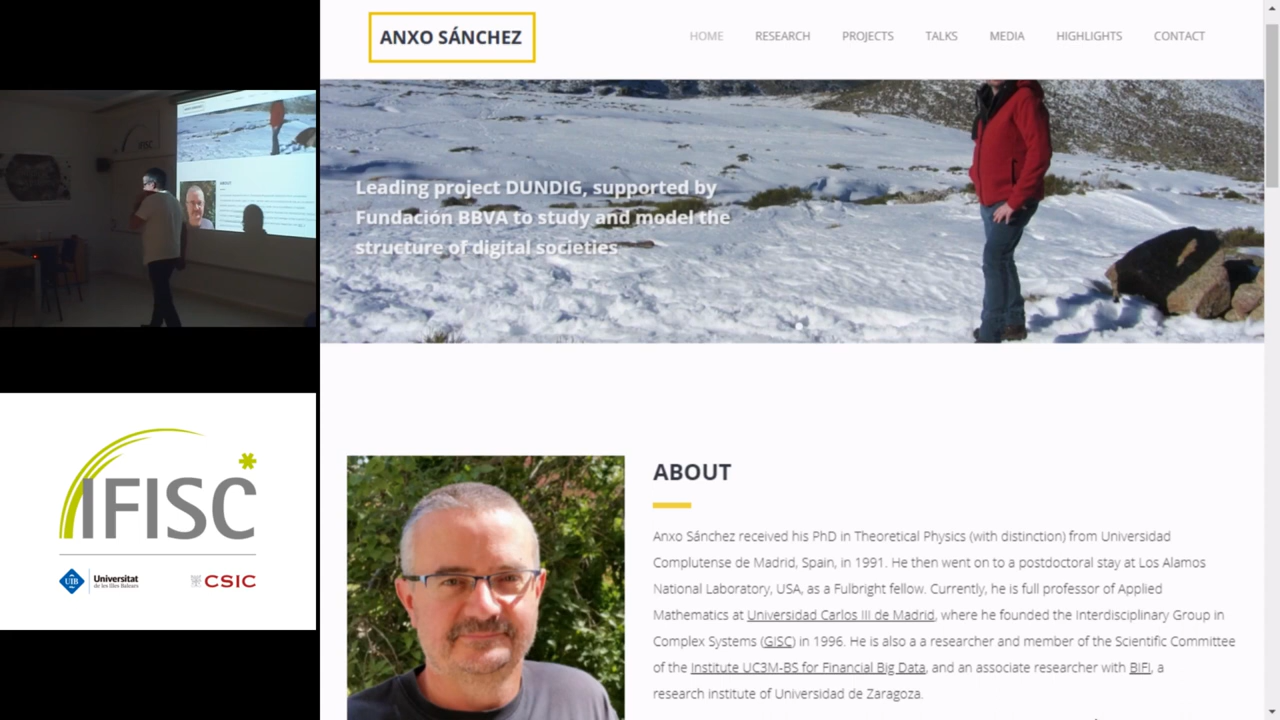 ANXO SÁNCHEZ
HOME RESEARCH PROJECTS TALKS MEDIA HIGHLIGHTS CONTACT
Leading project DUNDIG, supported by
Fundación BBVA to study and model the
structure of digital societies
ABOUT
Anxo Sánchez received his PhD in Theoretical Physics (with distinction) from Universidad
Complutense de Madrid, Spain, in 1991. He then went on to a postdoctoral stay at Los Alamos
National Laboratory, USA, as a Fulbright fellow. Currently, he is full professor of Applied
Mathematics at Universidad Carlos III de Madrid, where he founded the Interdisciplinary Group in
Complex Systems (GISC) in 1996. He is also a a researcher and member of the Scientific Committee
of the Institute UC3M-BS for Financial Big Data, and an associate researcher with BIFI, a
research institute of Universidad de Zaragoza.
IFISC
UIB
Universitat
de les Illes Balears
CSIC